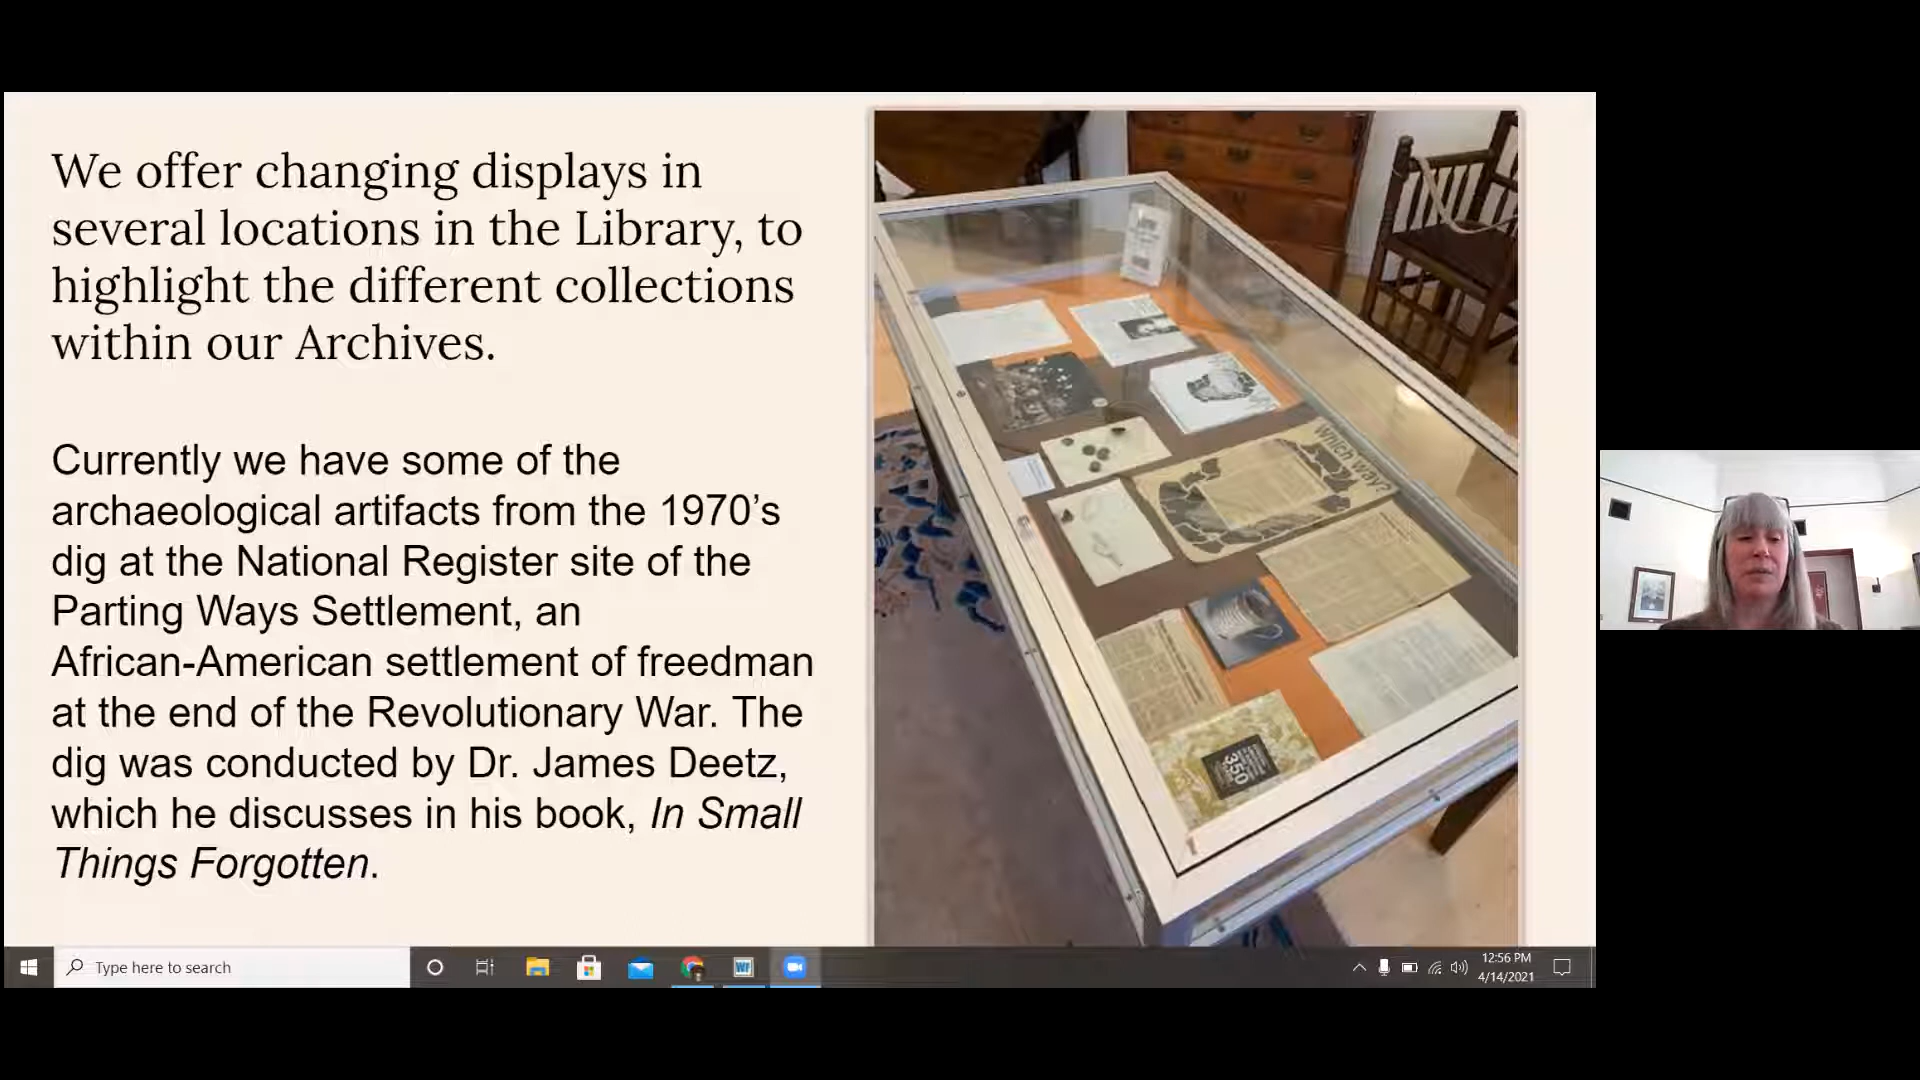 We offer changing displays in
several locations in the Library, to
highlight the different collections
within our Archives.
Currently we have some of the
archaeological artifacts from the 1970’s
dig at the National Register site of the
Parting Ways Settlement, an
African-American settlement of freedman
at the end of the Revolutionary War. The
dig was conducted by Dr. James Deetz,
which he discusses in his book, In Small
Things Forgotten.
Which Way?
350
Type here to search
12:56 PM
4/14/2021